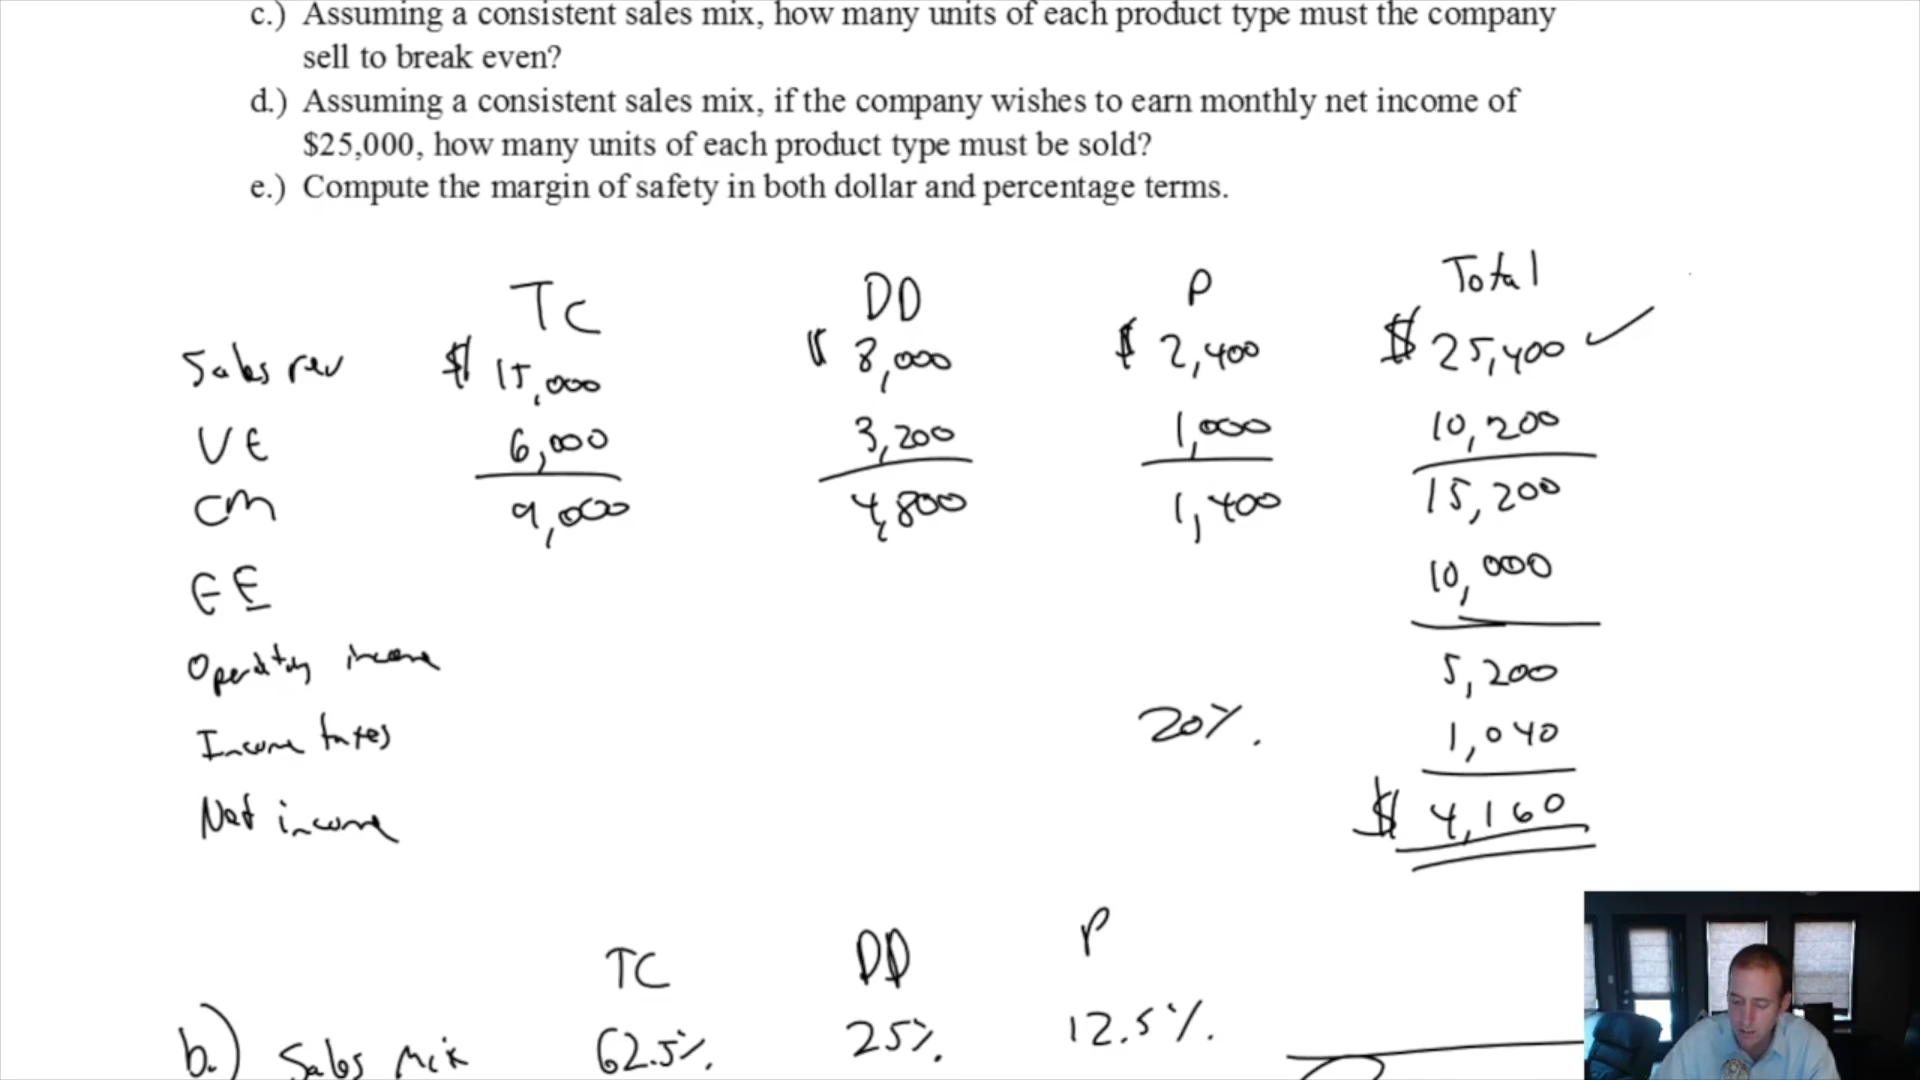 c.) Assuming a consistent sales mix, how many units of each product type must the company
sell to break even?
d.) Assuming a consistent sales mix, if the company wishes to earn monthly net income of
$25,000, how many units of each product type must be sold?
e.) Compute the margin of safety in both dollar and percentage terms.
TC DD P Total
Sales rev $ 15,000 $ 8,000 $ 2,400 $ 25,400 ✓
VE 6,000 3,200 1,000 10,200
CM 9,000 4,800 1,400 15,200
FE 10,000
Operating income 5,200
Income taxes 20%. 1,040
Net income $ 4,160
TC DD P
b.) Sales mix 62.5%. 25%. 12.5%.